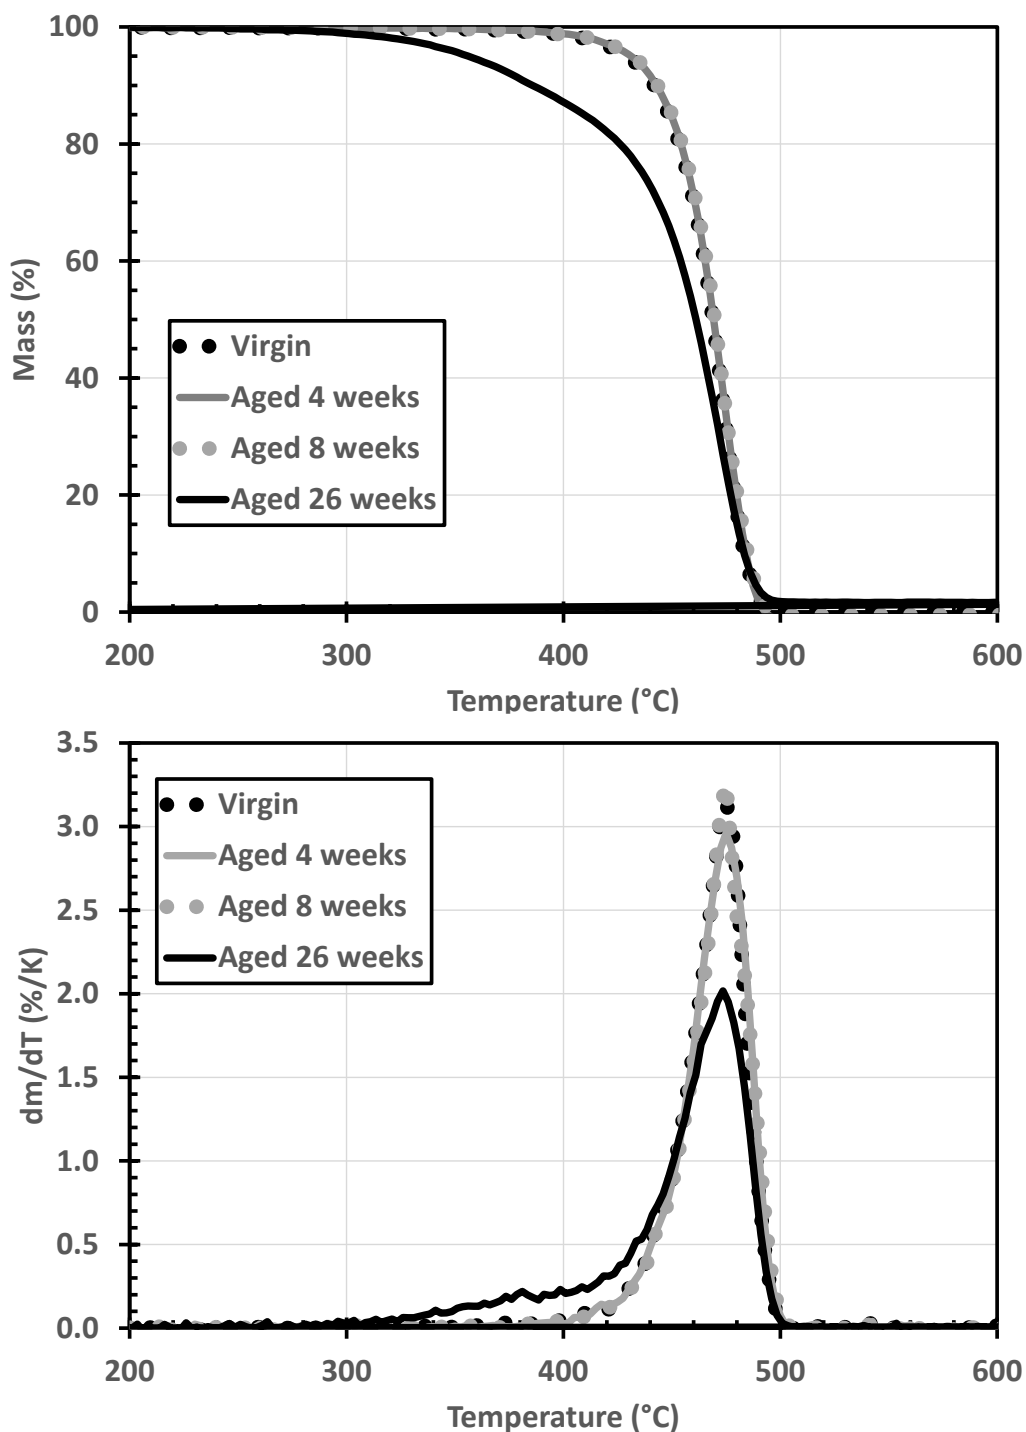 100
80
60
40
20
0
Mass (%)
Virgin
Aged 4 weeks
Aged 8 weeks
Aged 26 weeks
200 300 400 500 600
Temperature (°C)
3.5
3.0
2.5
2.0
1.5
1.0
0.5
0.0
dm/dT (%/K)
Virgin
Aged 4 weeks
Aged 8 weeks
Aged 26 weeks
200 300 400 500 600
Temperature (°C)